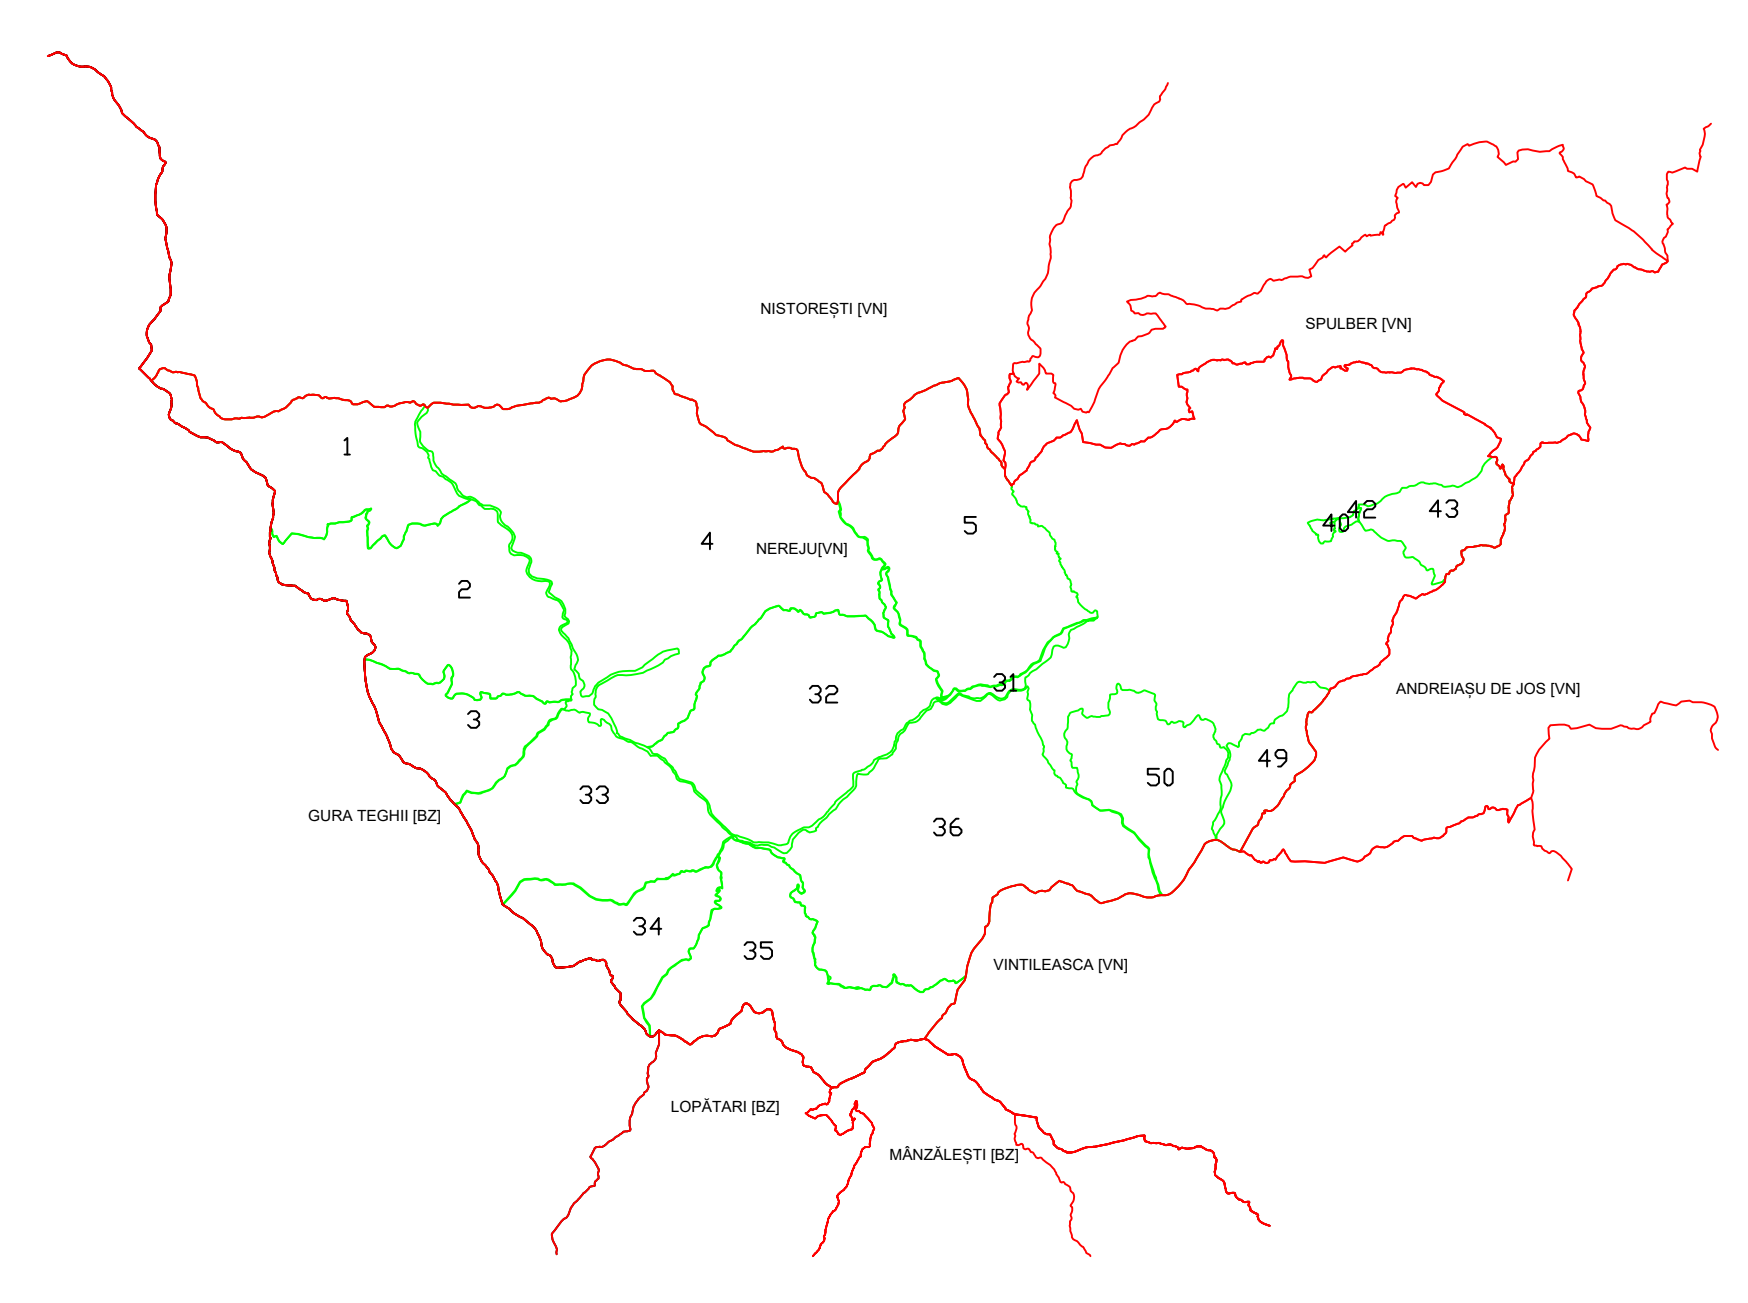 NISTOREȘTI [VN]
SPULBER [VN]
1
42
43
40
5
4
NEREJU[VN]
2
31
ANDREIAȘU DE JOS [VN]
32
3
49
50
33
GURA TEGHII [BZ]
36
34
35
VINTILEASCA [VN]
LOPĂTARI [BZ]
MÂNZĂLEȘTI [BZ]